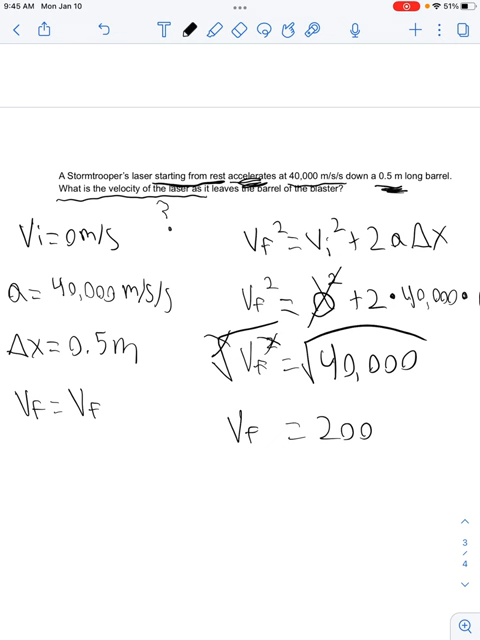 9:45 AM Mon Jan 10
51%
A Stormtrooper's laser starting from rest accelerates at 40,000 m/s/s down a 0.5 m long barrel.
What is the velocity of the laser as it leaves the barrel of the blaster?
?
Vi = 0 m/s
a = 40,000 m/s/s
Δx = 0.5 m
Vf = Vf
Vf² = Vi² + 2aΔx
Vf² = 0² + 2 • 40,000 •
√Vf² = √40,000
Vf = 200
3
/
4